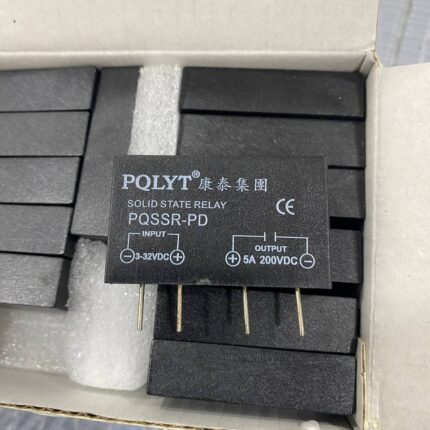 PQLYT® 康泰集團
SOLID STATE RELAY
CE
PQSSR-PD
INPUT
OUTPUT
⊖ 3-32VDC ⊕
⊕ 5A 200VDC ⊖